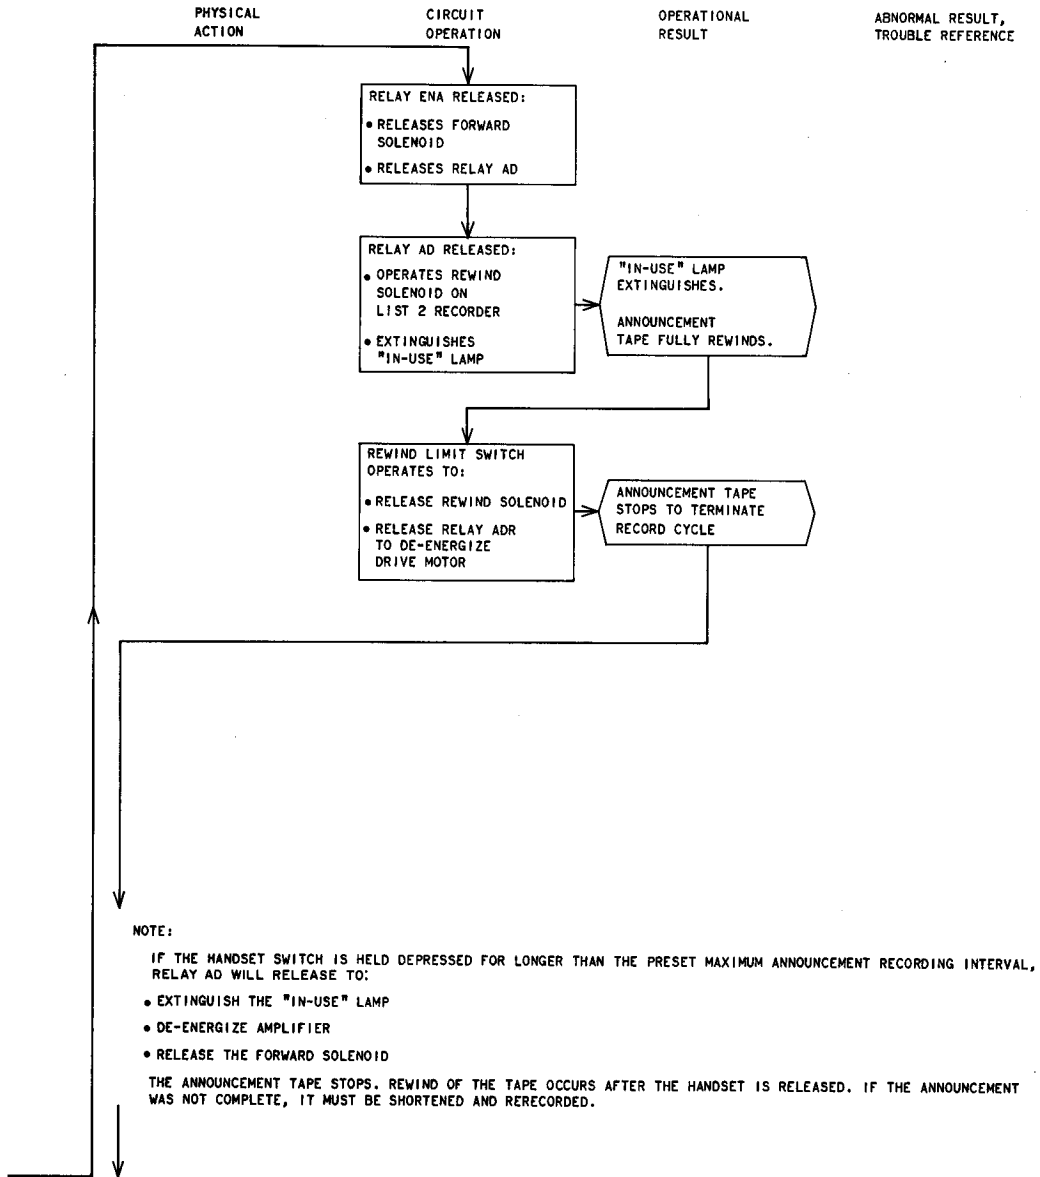 PHYSICAL
ACTION
CIRCUIT
OPERATION
OPERATIONAL
RESULT
ABNORMAL RESULT,
TROUBLE REFERENCE
RELAY ENA RELEASED:
• RELEASES FORWARD
SOLENOID
• RELEASES RELAY AD
RELAY AD RELEASED:
• OPERATES REWIND
SOLENOID ON
LIST 2 RECORDER
• EXTINGUISHES
"IN-USE" LAMP
"IN-USE" LAMP
EXTINGUISHES.
ANNOUNCEMENT
TAPE FULLY REWINDS.
REWIND LIMIT SWITCH
OPERATES TO:
• RELEASE REWIND SOLENOID
• RELEASE RELAY ADR
TO DE-ENERGIZE
DRIVE MOTOR
ANNOUNCEMENT TAPE
STOPS TO TERMINATE
RECORD CYCLE
NOTE:
IF THE HANDSET SWITCH IS HELD DEPRESSED FOR LONGER THAN THE PRESET MAXIMUM ANNOUNCEMENT RECORDING INTERVAL,
RELAY AD WILL RELEASE TO:
• EXTINGUISH THE "IN-USE" LAMP
• DE-ENERGIZE AMPLIFIER
• RELEASE THE FORWARD SOLENOID
THE ANNOUNCEMENT TAPE STOPS. REWIND OF THE TAPE OCCURS AFTER THE HANDSET IS RELEASED. IF THE ANNOUNCEMENT
WAS NOT COMPLETE, IT MUST BE SHORTENED AND RERECORDED.